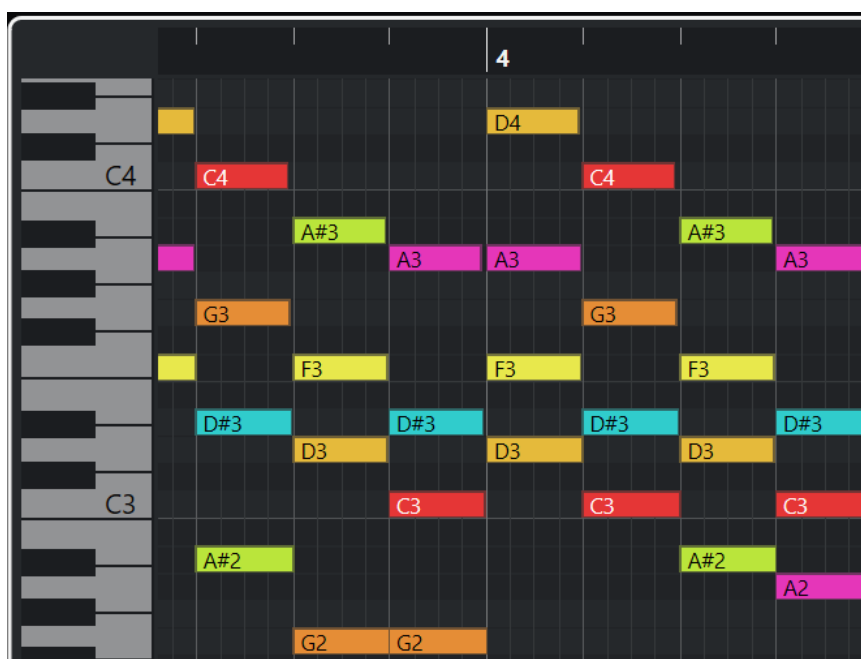 4
D4
C4 C4 C4
A#3 A#3
A3 A3 A3
G3 G3
F3 F3 F3
D#3 D#3 D#3 D#3
D3 D3 D3
C3 C3 C3 C3
A#2 A#2
A2
G2 G2